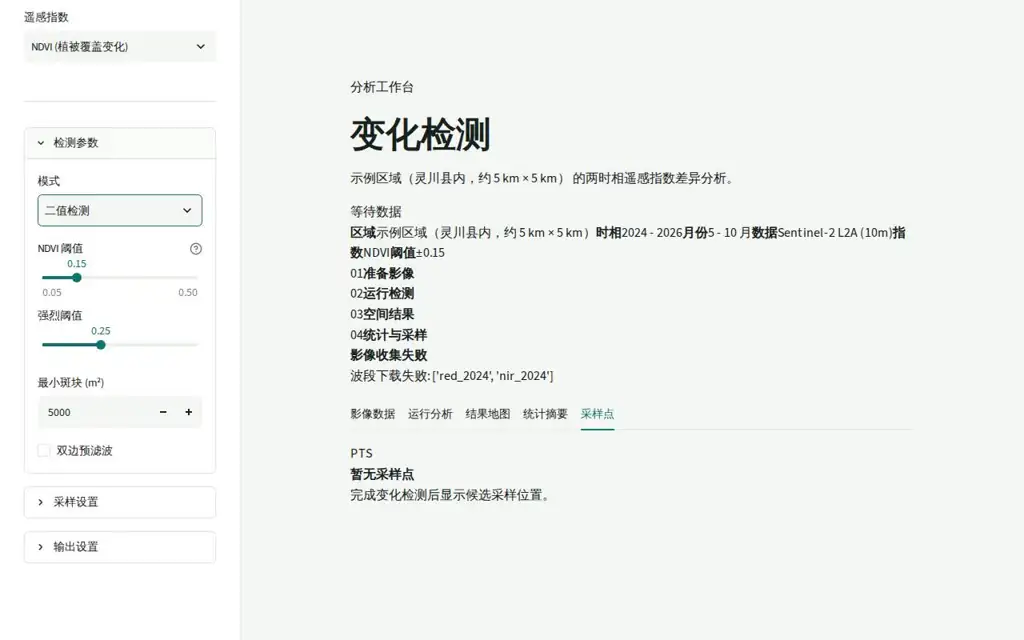 遥感指数
NDVI (植被覆盖变化)
检测参数
模式
二值检测
NDVI 阈值
0.15
0.05 0.50
强烈阈值
0.25
最小斑块 (m²)
5000 − +
双边预滤波
采样设置
输出设置
分析工作台
变化检测
示例区域（灵川县内，约 5 km × 5 km） 的两时相遥感指数差异分析。
等待数据
区域示例区域（灵川县内，约 5 km × 5 km）时相2024 - 2026月份5 - 10 月数据Sentinel-2 L2A (10m)指
数NDVI阈值±0.15
01准备影像
02运行检测
03空间结果
04统计与采样
影像收集失败
波段下载失败: ['red_2024', 'nir_2024']
影像数据 运行分析 结果地图 统计摘要 采样点
PTS
暂无采样点
完成变化检测后显示候选采样位置。